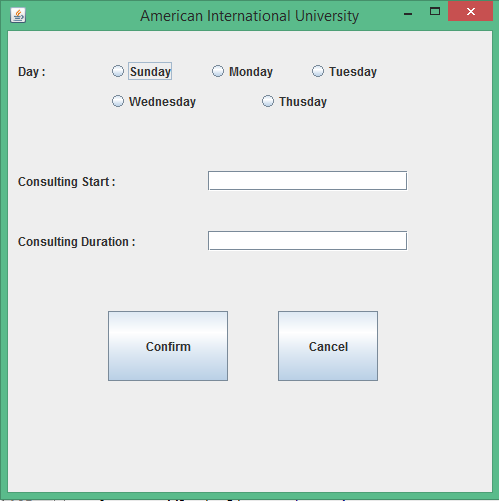 American International University
Day : Sunday Monday Tuesday
Wednesday Thusday
Consulting Start :
Consulting Duration :
Confirm Cancel